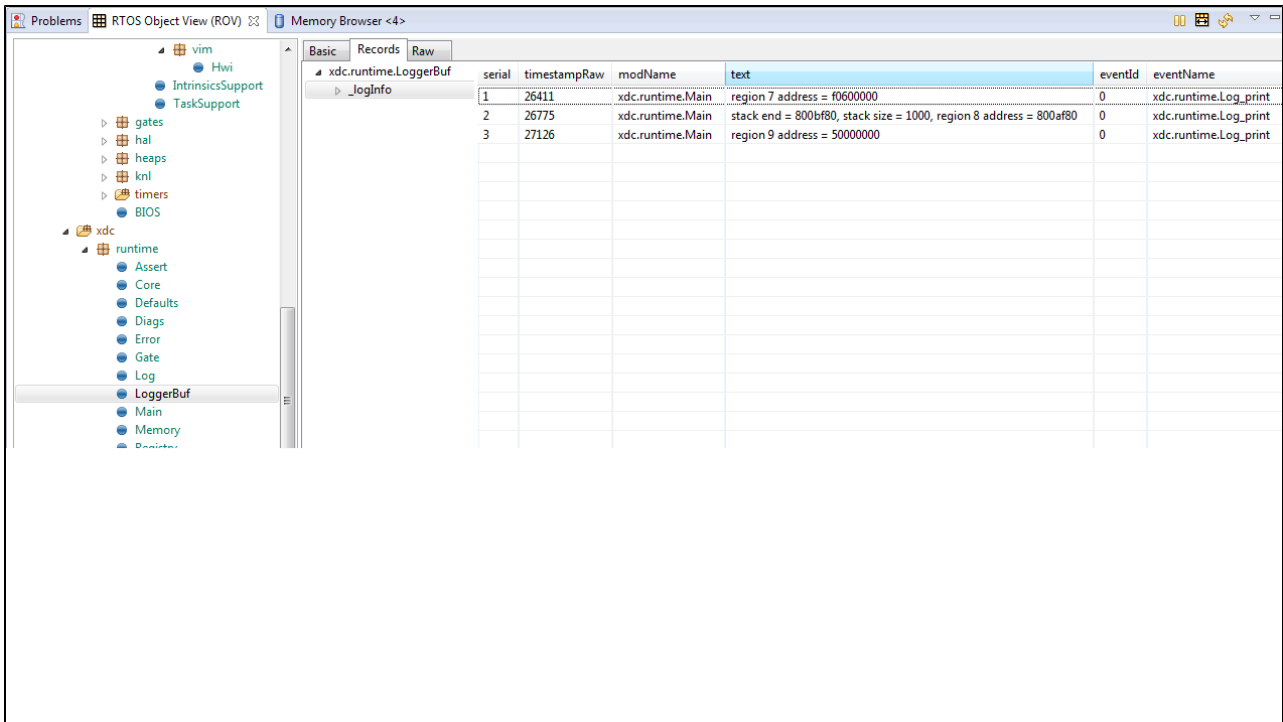 Problems RTOS Object View (ROV) Memory Browser <4>
vim
Hwi
IntrinsicsSupport
TaskSupport
gates
hal
heaps
knl
timers
BIOS
xdc
runtime
Assert
Core
Defaults
Diags
Error
Gate
Log
LoggerBuf
Main
Memory
Registry
Basic Records Raw
xdc.runtime.LoggerBuf
_logInfo
serial timestampRaw modName text eventId eventName
1 26411 xdc.runtime.Main region 7 address = f0600000 0 xdc.runtime.Log_print
2 26775 xdc.runtime.Main stack end = 800bf80, stack size = 1000, region 8 address = 800af80 0 xdc.runtime.Log_print
3 27126 xdc.runtime.Main region 9 address = 50000000 0 xdc.runtime.Log_print